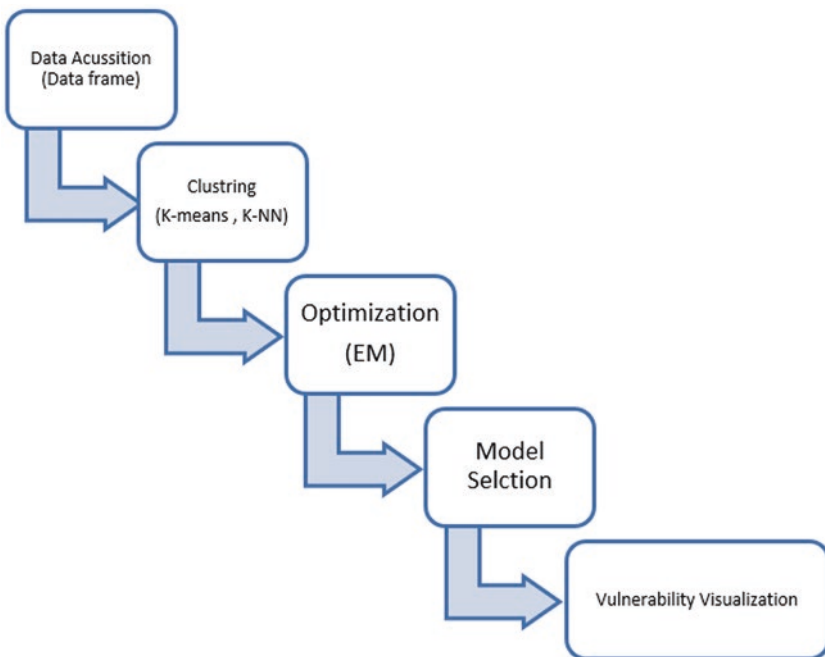 Data Acussition
(Data frame)
Clustring
(K-means , K-NN)
Optimization
(EM)
Model
Selction
Vulnerability Visualization